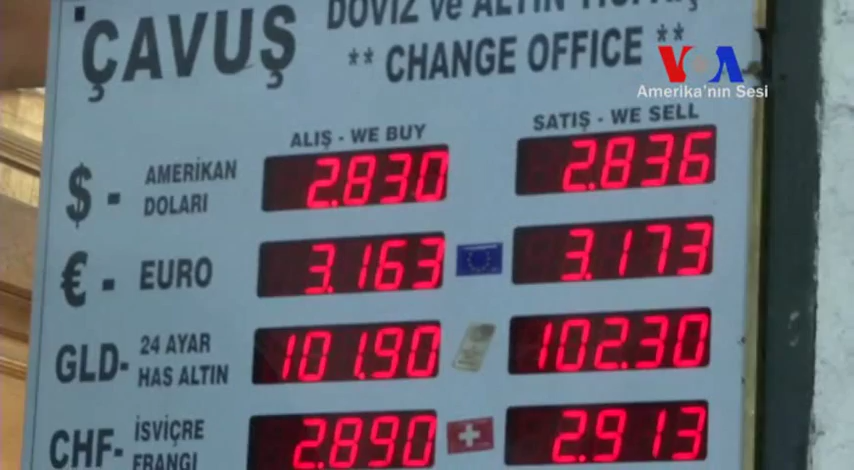 ÇAVUŞ
DÖVİZ ve ALTIN
** CHANGE OFFICE **
VOA
Amerika'nın Sesi
ALIŞ - WE BUY
SATIŞ - WE SELL
$ - AMERİKAN DOLARI 2.830 2.836
€ - EURO 3.163 3.173
GLD- 24 AYAR HAS ALTIN 101.90 102.30
CHF- İSVİÇRE FRANGI 2.890 2.913